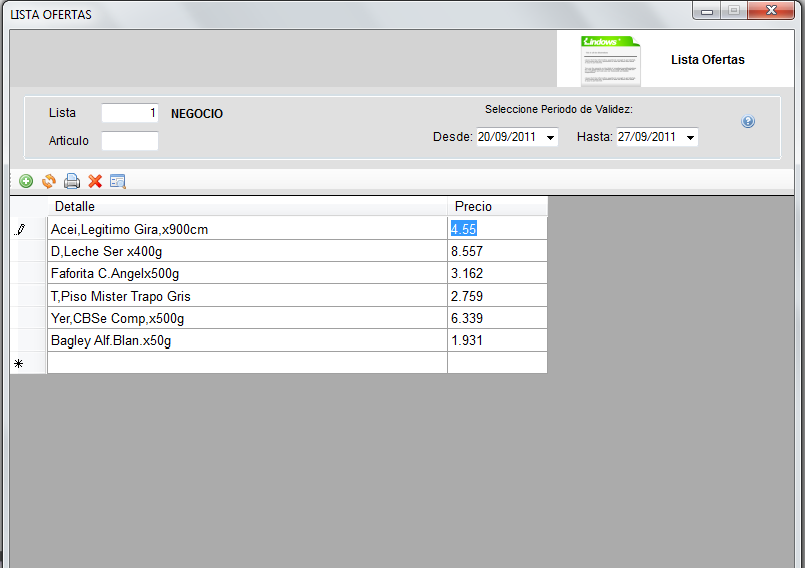 LISTA OFERTAS
Lindows
Lista Ofertas
Lista 1 NEGOCIO
Seleccione Periodo de Validez:
Articulo
Desde: 20/09/2011 Hasta: 27/09/2011
Detalle Precio
Acei,Legitimo Gira,x900cm 4.55
D,Leche Ser x400g 8.557
Faforita C.Angelx500g 3.162
T,Piso Mister Trapo Gris 2.759
Yer,CBSe Comp,x500g 6.339
Bagley Alf.Blan.x50g 1.931